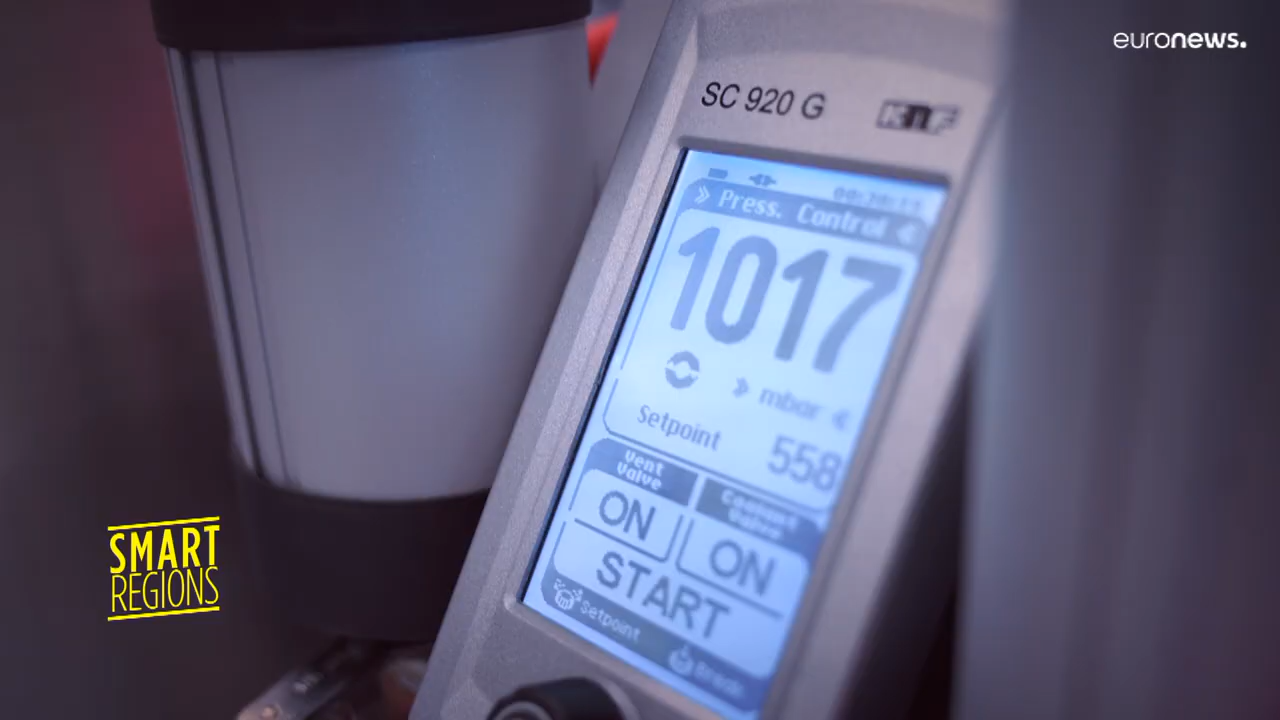 euronews.
SC 920 G
» Press. Control «
1017
» mbar «
Setpoint 558
Vent
Valve
ON
ON
START
Setpoint
SMART
REGIONS